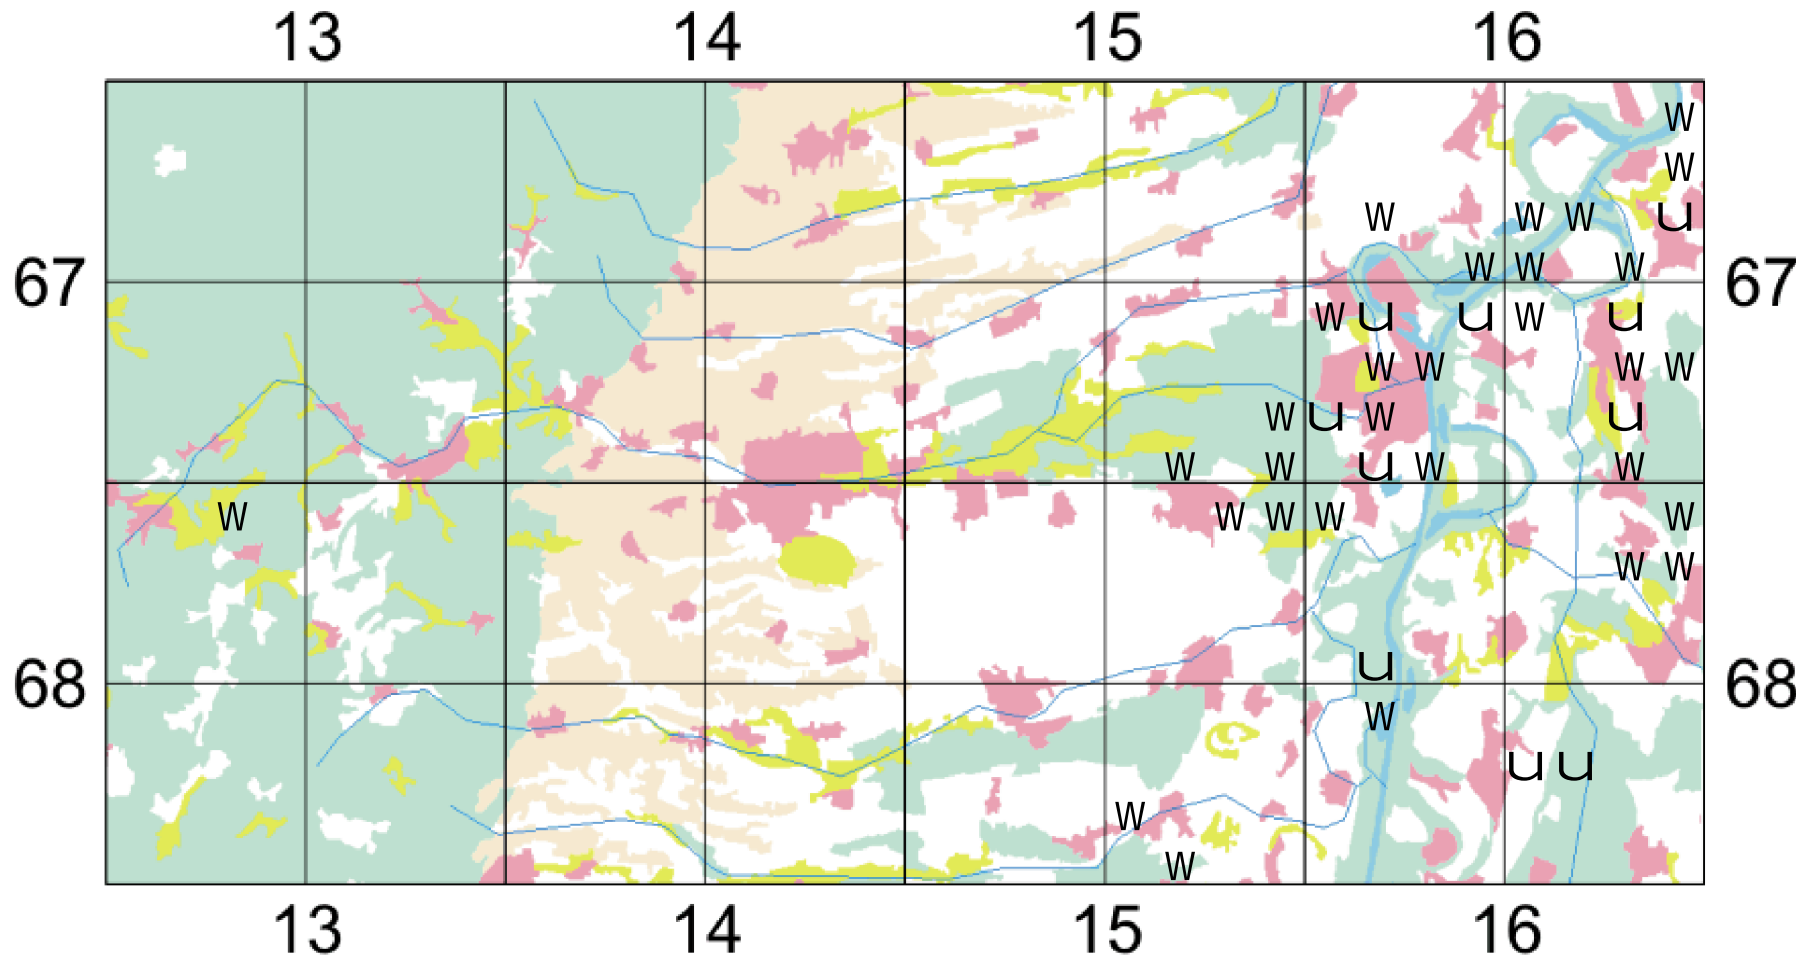 13 14 15 16
w
w
w w w u
67 w w w 67
w u u w u
w w w w
w u w u
w w u w w
w w w w w
w w
68 u 68
w
u u
w
w
13 14 15 16